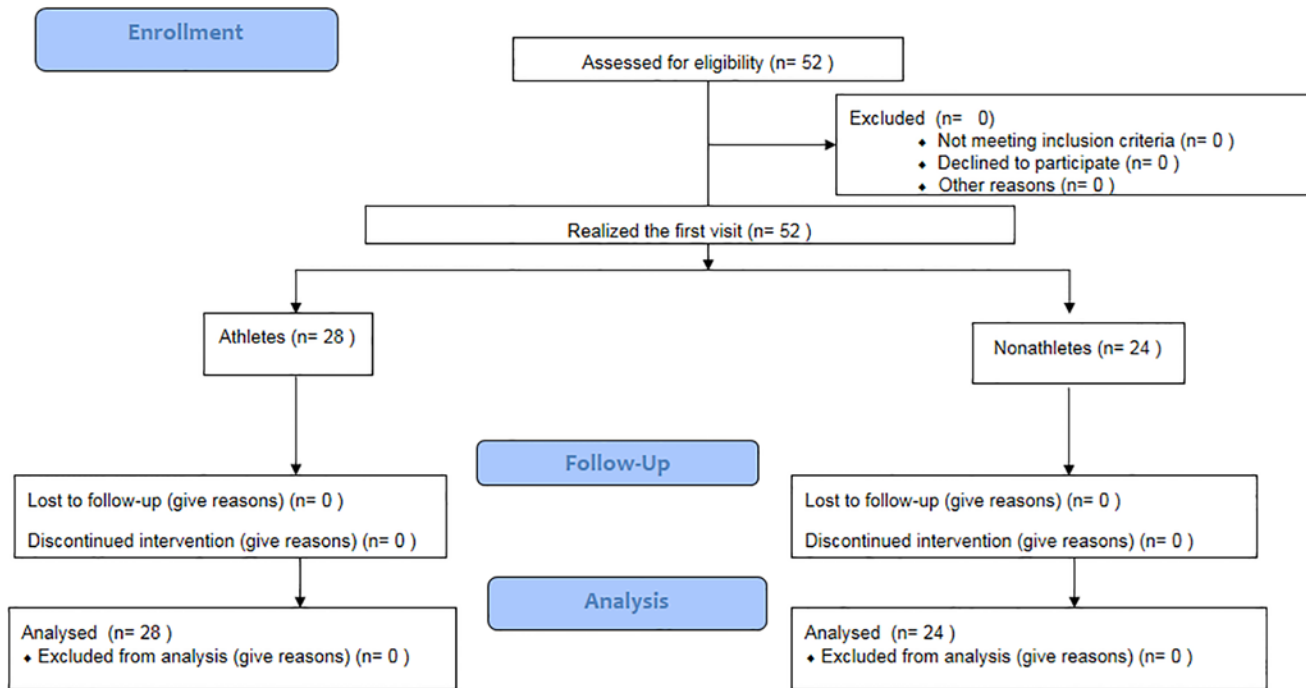 Enrollment
Assessed for eligibility (n= 52 )
Excluded (n= 0)
♦ Not meeting inclusion criteria (n= 0 )
♦ Declined to participate (n= 0 )
♦ Other reasons (n= 0 )
Realized the first visit (n= 52 )
Athletes (n= 28 )
Nonathletes (n= 24 )
Follow-Up
Lost to follow-up (give reasons) (n= 0 )
Discontinued intervention (give reasons) (n= 0 )
Lost to follow-up (give reasons) (n= 0 )
Discontinued intervention (give reasons) (n= 0 )
Analysis
Analysed (n= 28 )
♦ Excluded from analysis (give reasons) (n= 0 )
Analysed (n= 24 )
♦ Excluded from analysis (give reasons) (n= 0 )